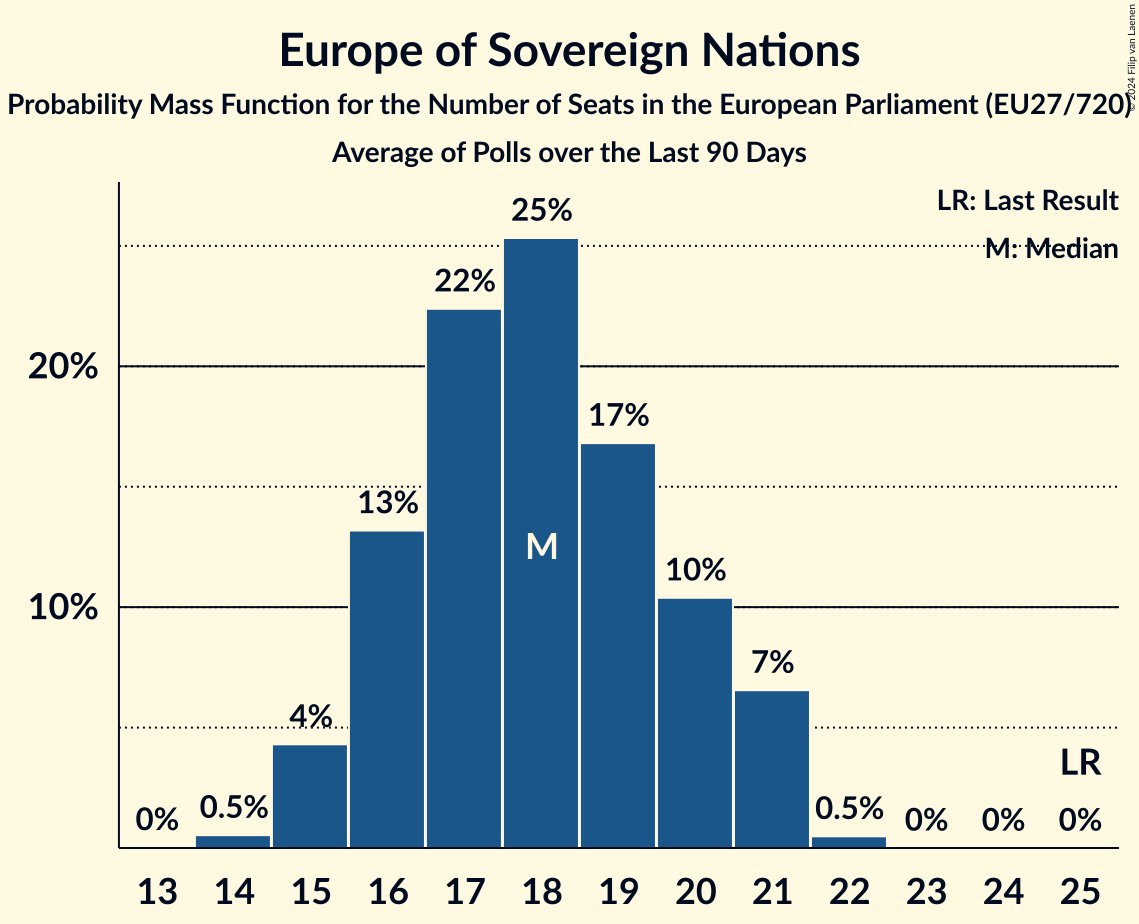 Europe of Sovereign Nations
Probability Mass Function for the Number of Seats in the European Parliament (EU27/720)
Average of Polls over the Last 90 Days
© 2024 Filip van Laenen
LR: Last Result
M: Median
20%
10%
0%
0.5%
4%
13%
22%
25%
17%
10%
7%
0.5%
0%
0%
0%
M
LR
13 14 15 16 17 18 19 20 21 22 23 24 25